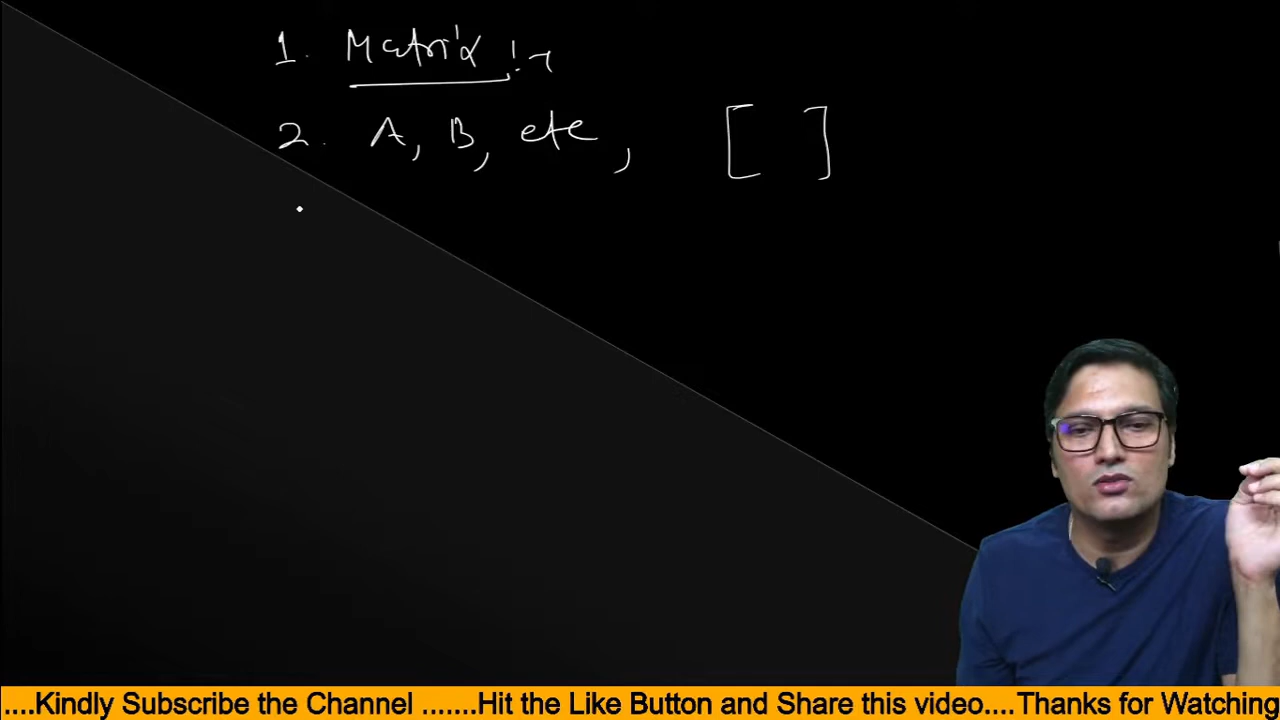 1. Matrix :-
2. A, B, etc, [ ]
....Kindly Subscribe the Channel .......Hit the Like Button and Share this video....Thanks for Watching